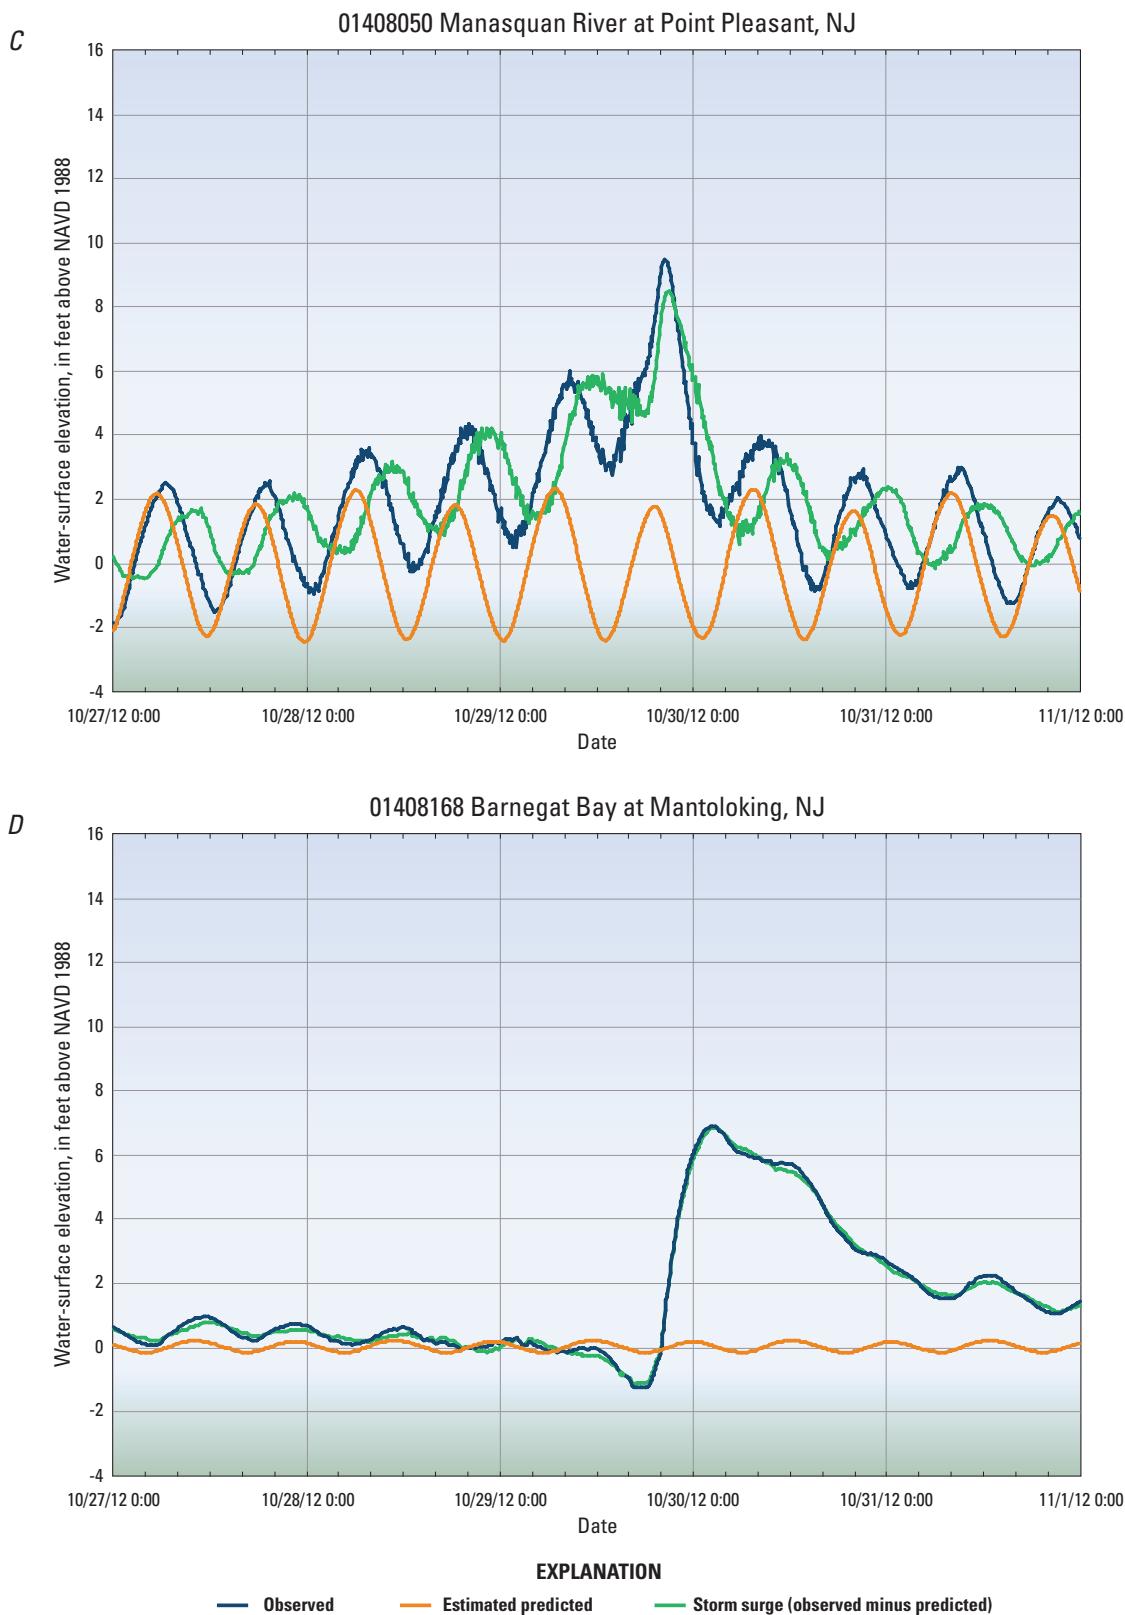 C
01408050 Manasquan River at Point Pleasant, NJ
16
14
12
10
8
6
4
2
0
-2
-4
Water-surface elevation, in feet above NAVD 1988
10/27/12 0:00
10/28/12 0:00
10/29/12 0:00
10/30/12 0:00
10/31/12 0:00
11/1/12 0:00
Date
D
01408168 Barnegat Bay at Mantoloking, NJ
16
14
12
10
8
6
4
2
0
-2
-4
Water-surface elevation, in feet above NAVD 1988
10/27/12 0:00
10/28/12 0:00
10/29/12 0:00
10/30/12 0:00
10/31/12 0:00
11/1/12 0:00
Date
EXPLANATION
Observed
Estimated predicted
Storm surge (observed minus predicted)